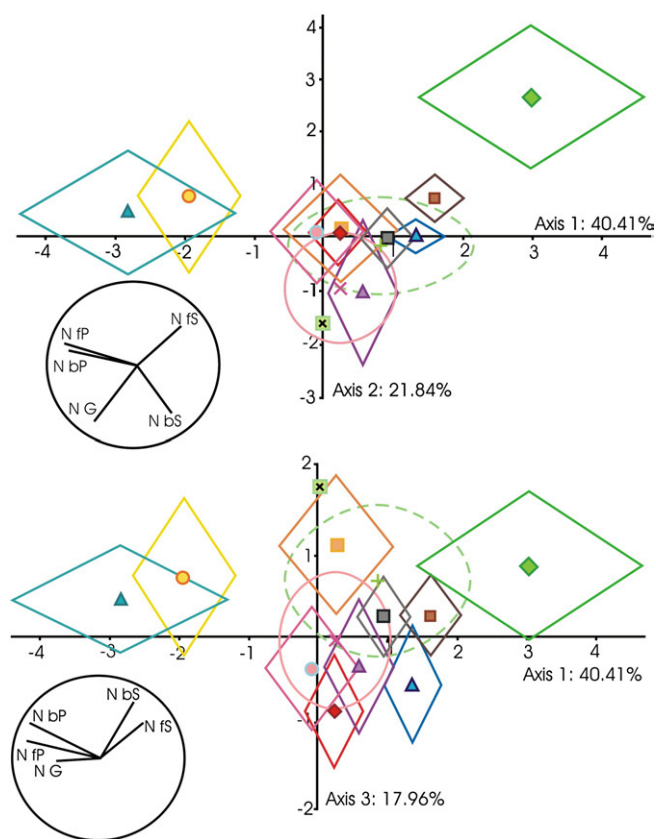 4
3
2
1
-4 -3 -2 -1 1 2 3 4
Axis 1: 40.41%
-1
-2
-3
Axis 2: 21.84%
N fS
N fP
N bP
N G
N bS
2
1
-4 -3 -2 -1 1 2 3 4
Axis 1: 40.41%
-1
-2
Axis 3: 17.96%
N bS
N bP
N fS
N fP
N G